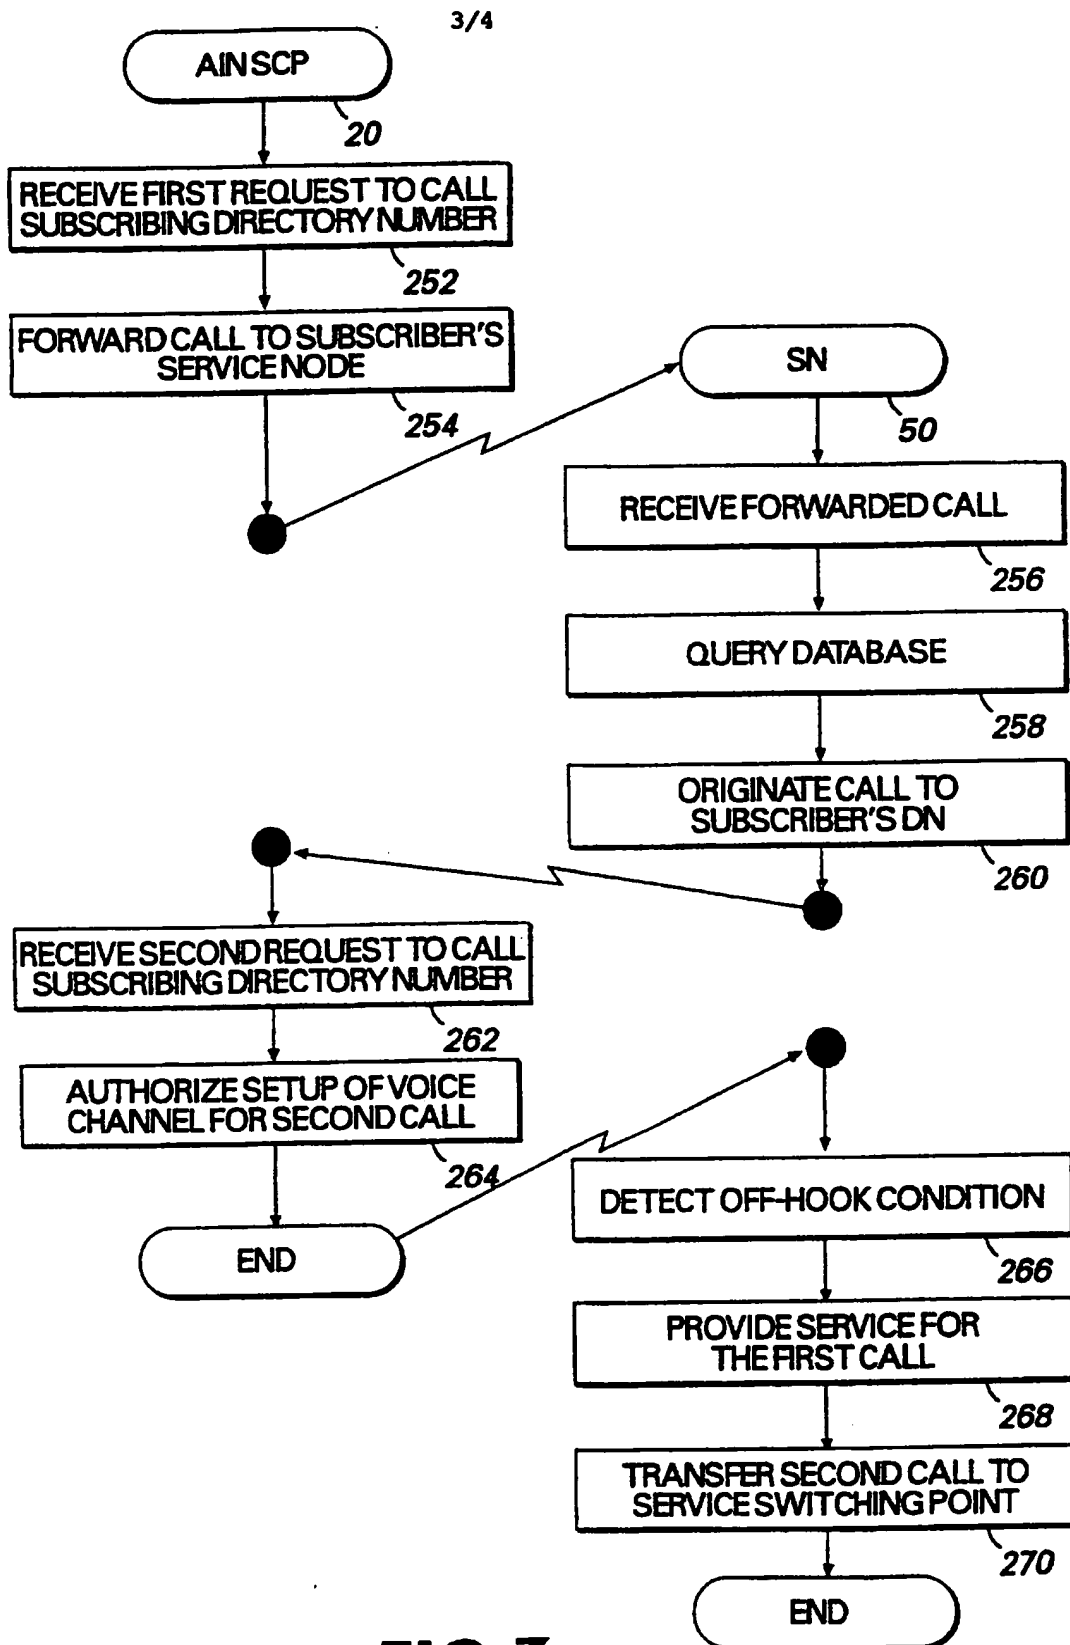 3/4
AIN SCP
20
RECEIVE FIRST REQUEST TO CALL
SUBSCRIBING DIRECTORY NUMBER
252
FORWARD CALL TO SUBSCRIBER'S
SERVICE NODE
254
SN
50
RECEIVE FORWARDED CALL
256
QUERY DATABASE
258
ORIGINATE CALL TO
SUBSCRIBER'S DN
260
RECEIVE SECOND REQUEST TO CALL
SUBSCRIBING DIRECTORY NUMBER
262
AUTHORIZE SETUP OF VOICE
CHANNEL FOR SECOND CALL
264
END
DETECT OFF-HOOK CONDITION
266
PROVIDE SERVICE FOR
THE FIRST CALL
268
TRANSFER SECOND CALL TO
SERVICE SWITCHING POINT
270
END